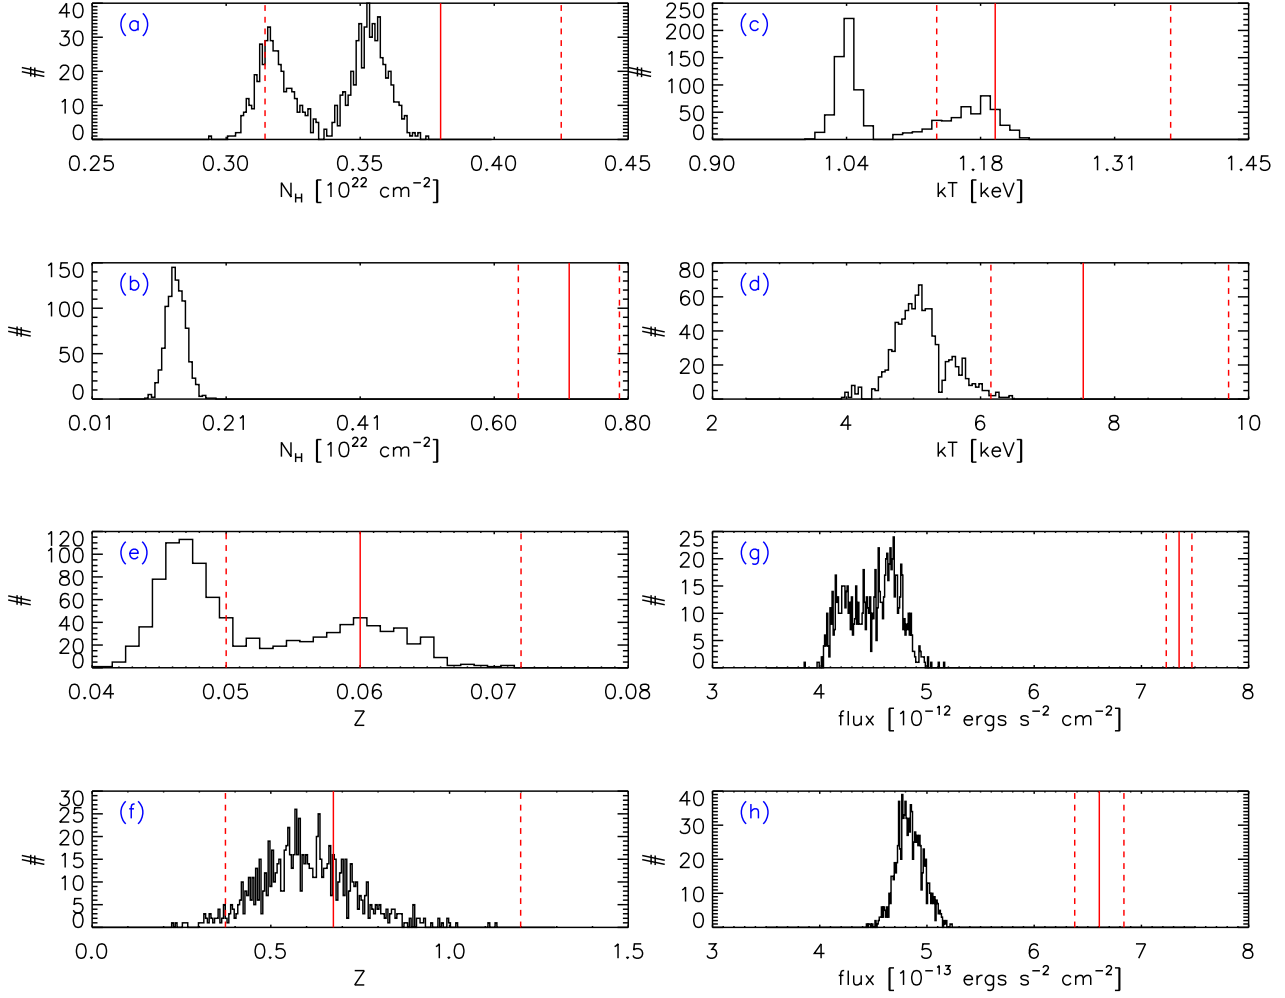 (a)
#
40
30
20
10
0
0.25 0.30 0.35 0.40 0.45
N_H [10^22 cm^-2]
(c)
#
250
200
150
100
50
0
0.90 1.04 1.18 1.31 1.45
kT [keV]
(b)
#
150
100
50
0
0.01 0.21 0.41 0.60 0.80
N_H [10^22 cm^-2]
(d)
#
80
60
40
20
0
2 4 6 8 10
kT [keV]
(e)
#
120
100
80
60
40
20
0
0.04 0.05 0.06 0.07 0.08
Z
(g)
#
25
20
15
10
5
0
3 4 5 6 7 8
flux [10^-12 ergs s^-2 cm^-2]
(f)
#
30
25
20
15
10
5
0
0.0 0.5 1.0 1.5
Z
(h)
#
40
30
20
10
0
3 4 5 6 7 8
flux [10^-13 ergs s^-2 cm^-2]